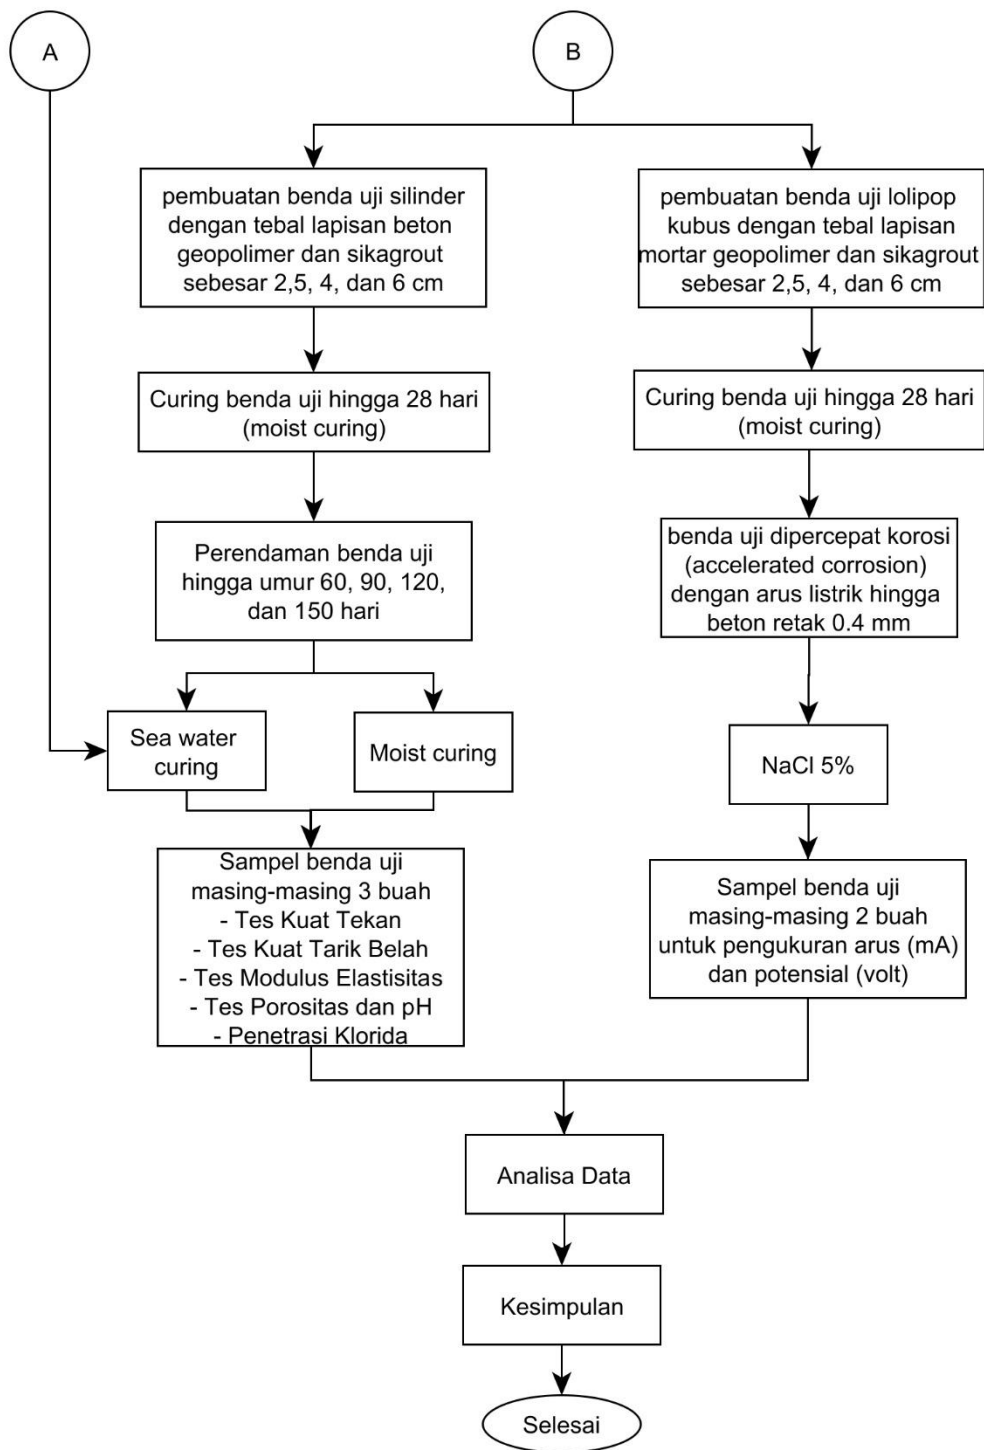 A
B
pembuatan benda uji silinder
dengan tebal lapisan beton
geopolimer dan sikagrout
sebesar 2,5, 4, dan 6 cm
pembuatan benda uji lolipop
kubus dengan tebal lapisan
mortar geopolimer dan sikagrout
sebesar 2,5, 4, dan 6 cm
Curing benda uji hingga 28 hari
(moist curing)
Curing benda uji hingga 28 hari
(moist curing)
Perendaman benda uji
hingga umur 60, 90, 120,
dan 150 hari
benda uji dipercepat korosi
(accelerated corrosion)
dengan arus listrik hingga
beton retak 0.4 mm
Sea water
curing
Moist curing
NaCl 5%
Sampel benda uji
masing-masing 3 buah
- Tes Kuat Tekan
- Tes Kuat Tarik Belah
- Tes Modulus Elastisitas
- Tes Porositas dan pH
- Penetrasi Klorida
Sampel benda uji
masing-masing 2 buah
untuk pengukuran arus (mA)
dan potensial (volt)
Analisa Data
Kesimpulan
Selesai